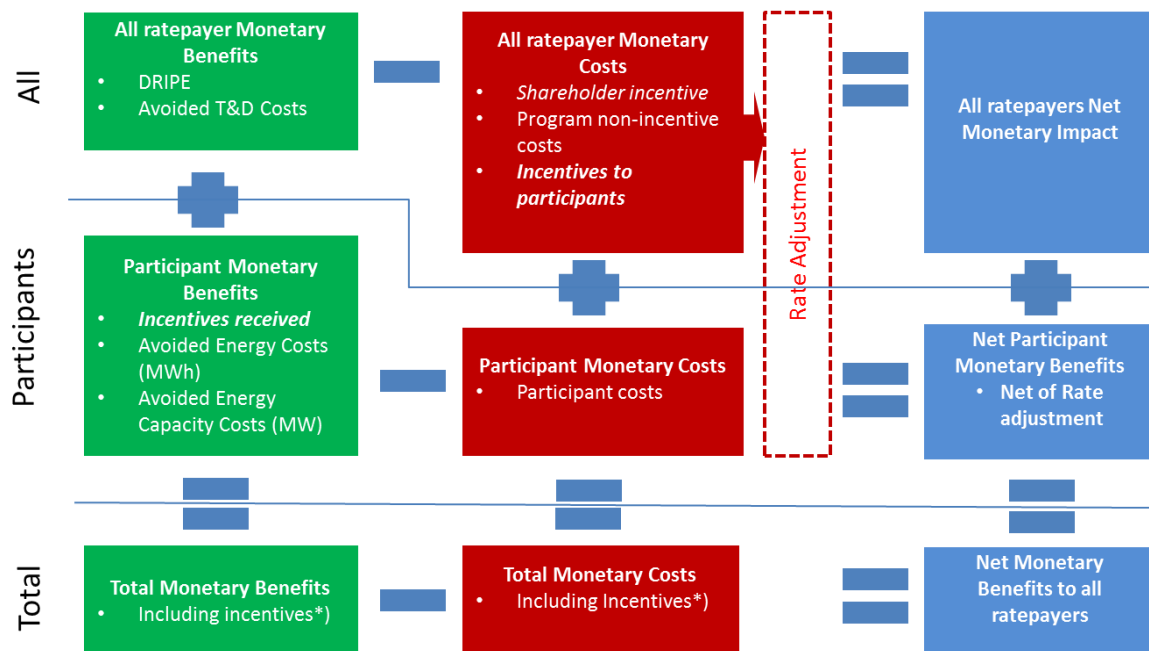 All
All ratepayer Monetary
Benefits
• DRIPE
• Avoided T&D Costs
All ratepayer Monetary
Costs
• Shareholder incentive
• Program non-incentive
costs
• Incentives to
participants
Rate Adjustment
All ratepayers Net
Monetary Impact
Participants
Participant Monetary
Benefits
• Incentives received
• Avoided Energy Costs
(MWh)
• Avoided Energy
Capacity Costs (MW)
Participant Monetary Costs
• Participant costs
Net Participant
Monetary Benefits
• Net of Rate
adjustment
Total
Total Monetary Benefits
• Including incentives*)
Total Monetary Costs
• Including Incentives*)
Net Monetary
Benefits to all
ratepayers